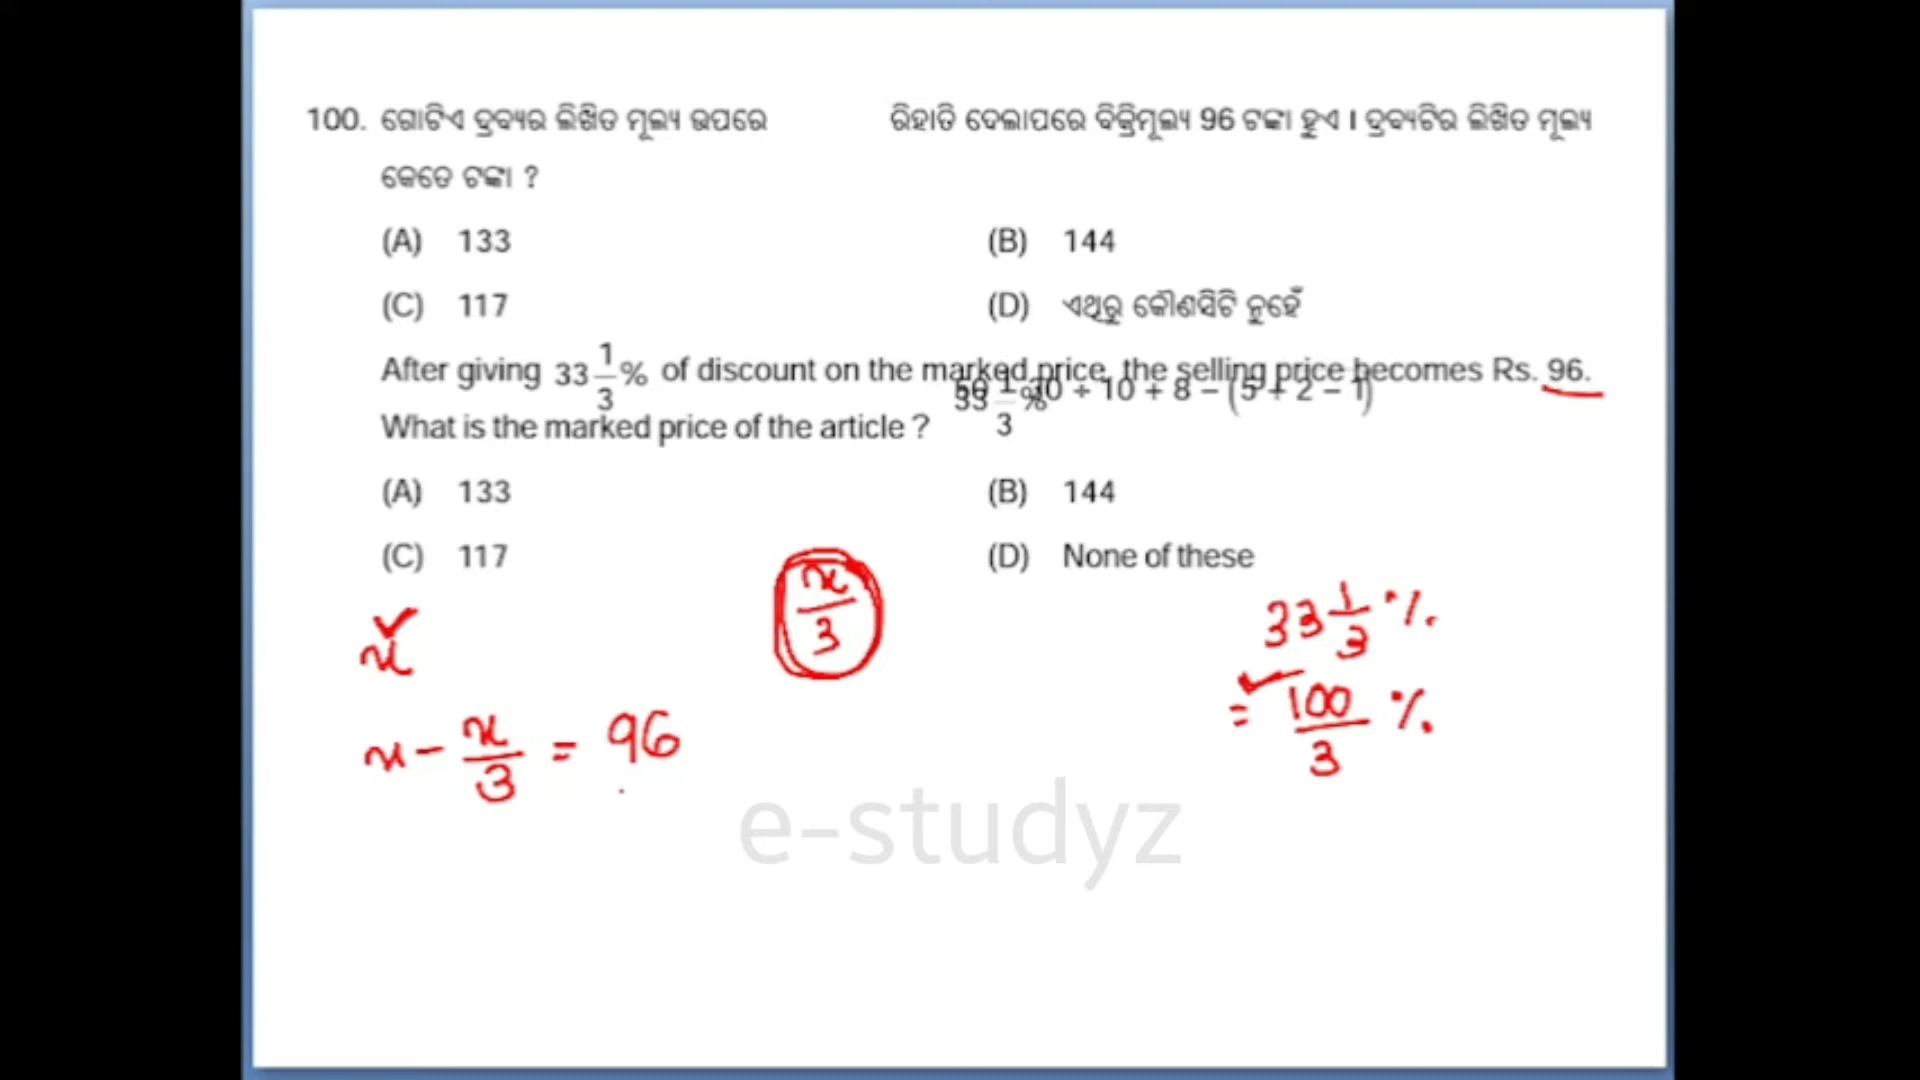 100. ଗୋଟିଏ ଦ୍ରବ୍ୟର ଲିଖିତ ମୂଲ୍ୟ ଉପରେ ରିହାତି ଦେଲାପରେ ବିକ୍ରିମୂଲ୍ୟ 96 ଟଙ୍କା ହୁଏ । ଦ୍ରବ୍ୟଟିର ଲିଖିତ ମୂଲ୍ୟ
କେତେ ଟଙ୍କା ?
(A) 133 (B) 144
(C) 117 (D) ଏଥିରୁ କୌଣସିଟି ନୁହେଁ
After giving 33 1/3 % of discount on the marked price, the selling price becomes Rs. 96.
What is the marked price of the article ?
(A) 133 (B) 144
(C) 117 (D) None of these
x/3
33 1/3 %
x
= 100/3 %
x - x/3 = 96
e-studyz